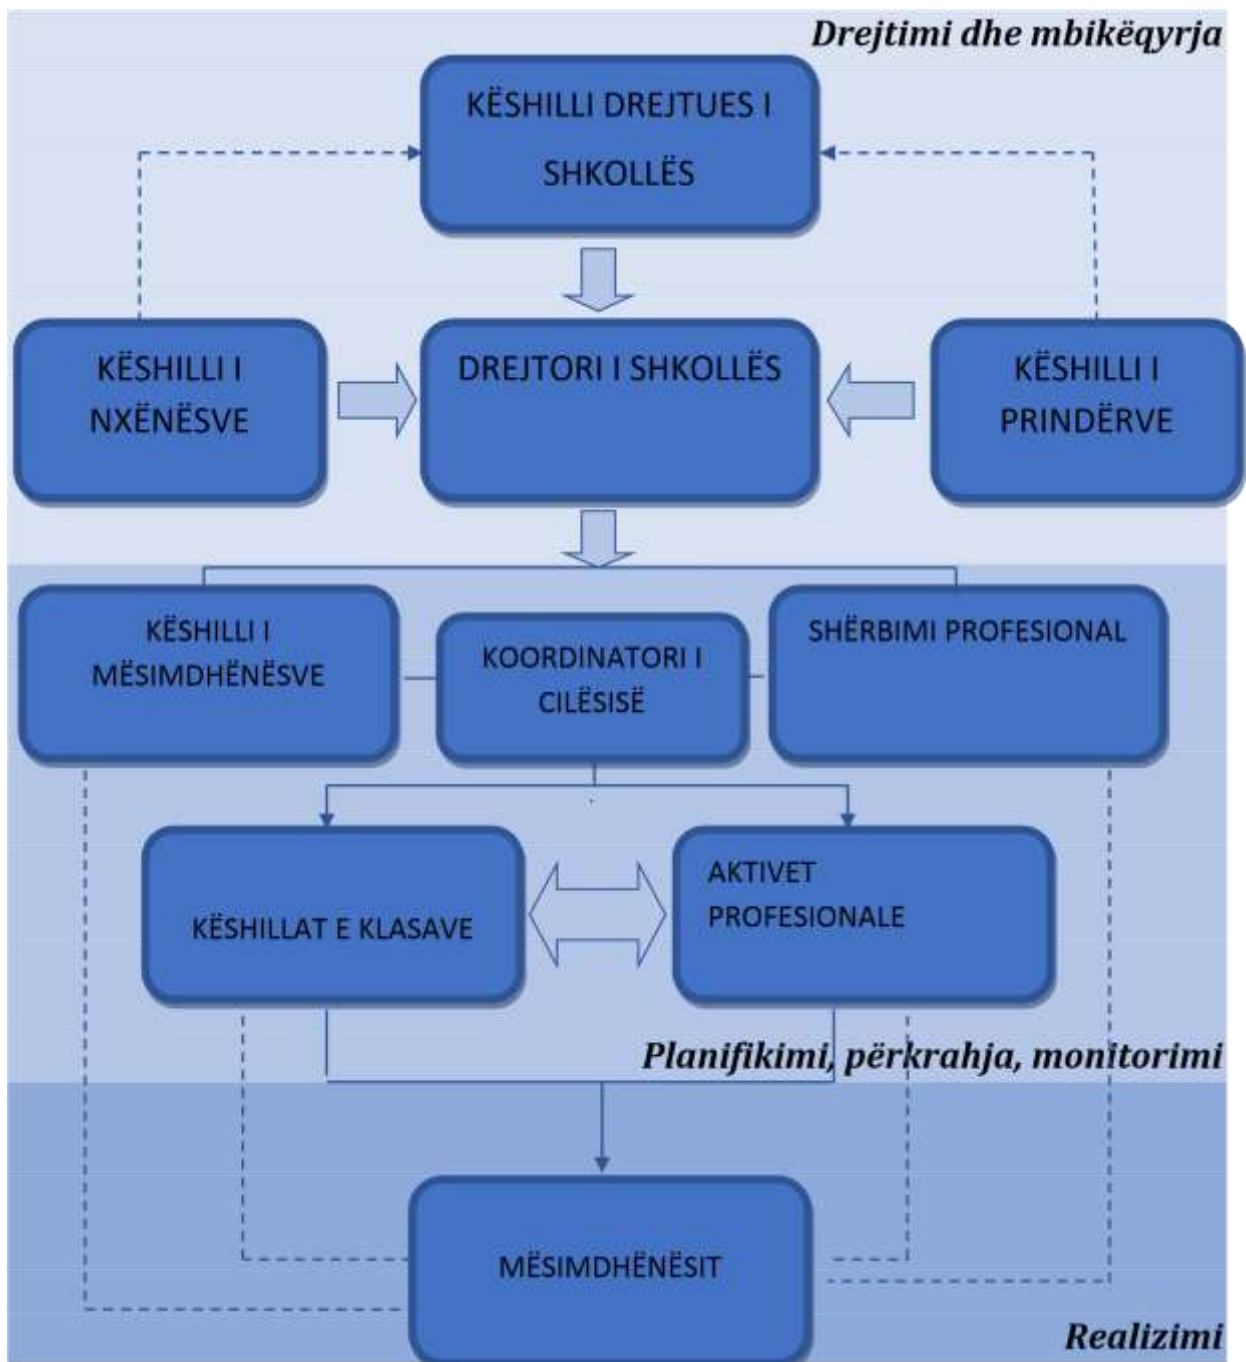 Drejtimi dhe mbikëqyrja
KËSHILLI DREJTUES I
SHKOLLËS
KËSHILLI I
NXËNËSVE
DREJTORI I SHKOLLËS
KËSHILLI I
PRINDËRVE
KËSHILLI I
MËSIMDHËNËSVE
KOORDINATORI I
CILËSISË
SHËRBIMI PROFESIONAL
KËSHILLAT E KLASAVE
AKTIVET
PROFESIONALE
Planifikimi, përkrahja, monitorimi
MËSIMDHËNËSIT
Realizimi